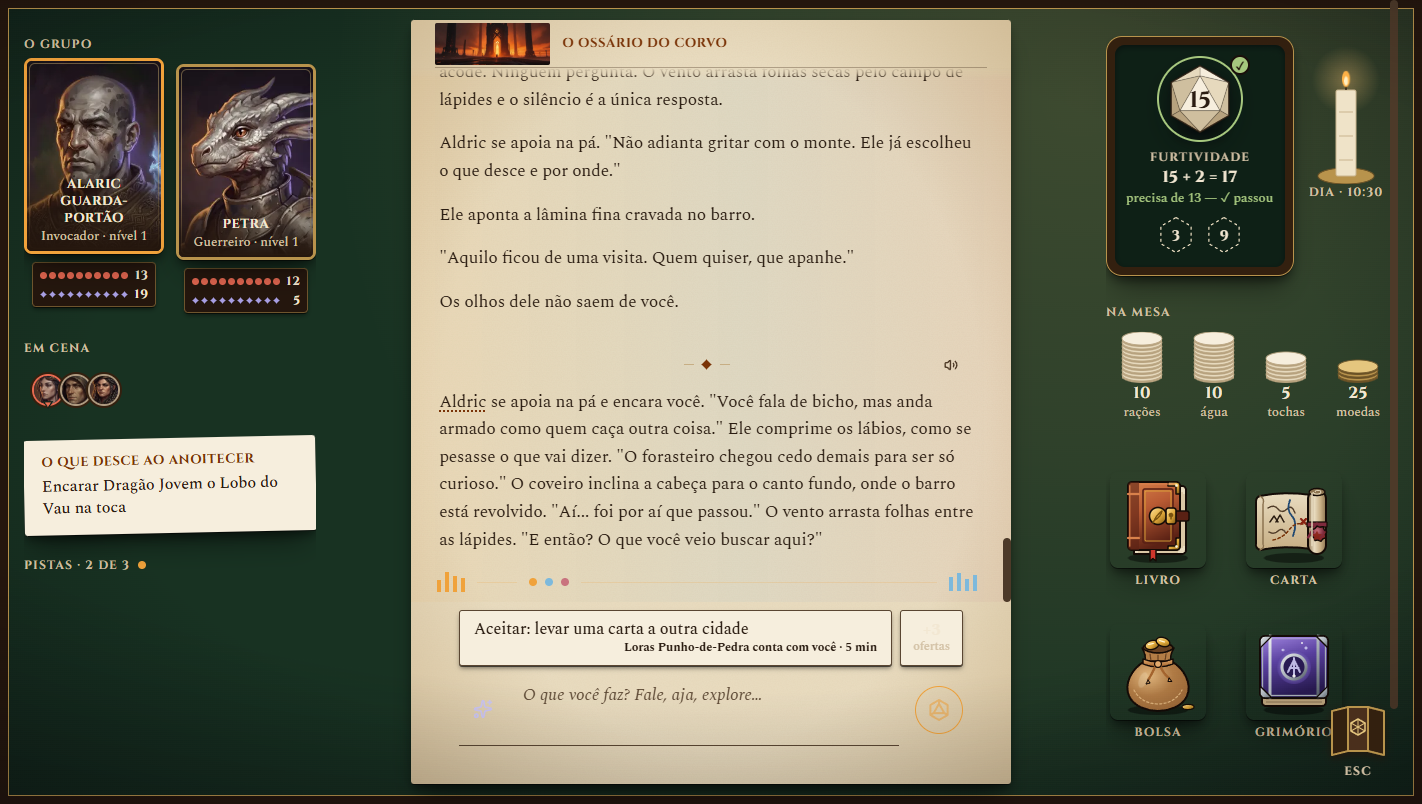 O GRUPO
ALARIC
GUARDA-
PORTÃO
Invocador · nível 1
13
19
PETRA
Guerreiro · nível 1
12
5
EM CENA
O QUE DESCE AO ANOITECER
Encarar Dragão Jovem o Lobo do
Vau na toca
PISTAS · 2 DE 3
O OSSÁRIO DO CORVO
acode. Ninguém pergunta. O vento arrasta folhas secas pelo campo de
lápides e o silêncio é a única resposta.
Aldric se apoia na pá. "Não adianta gritar com o monte. Ele já escolheu
o que desce e por onde."
Ele aponta a lâmina fina cravada no barro.
"Aquilo ficou de uma visita. Quem quiser, que apanhe."
Os olhos dele não saem de você.
Aldric se apoia na pá e encara você. "Você fala de bicho, mas anda
armado como quem caça outra coisa." Ele comprime os lábios, como se
pesasse o que vai dizer. "O forasteiro chegou cedo demais para ser só
curioso." O coveiro inclina a cabeça para o canto fundo, onde o barro
está revolvido. "Aí... foi por aí que passou." O vento arrasta folhas entre
as lápides. "E então? O que você veio buscar aqui?"
Aceitar: levar uma carta a outra cidade
Loras Punho-de-Pedra conta com você · 5 min
ofertas
O que você faz? Fale, aja, explore...
15
FURTIVIDADE
15 + 2 = 17
precisa de 13 — ✓ passou
3
9
DIA · 10:30
NA MESA
10
rações
10
água
5
tochas
25
moedas
LIVRO
CARTA
BOLSA
GRIMÓRIO
ESC